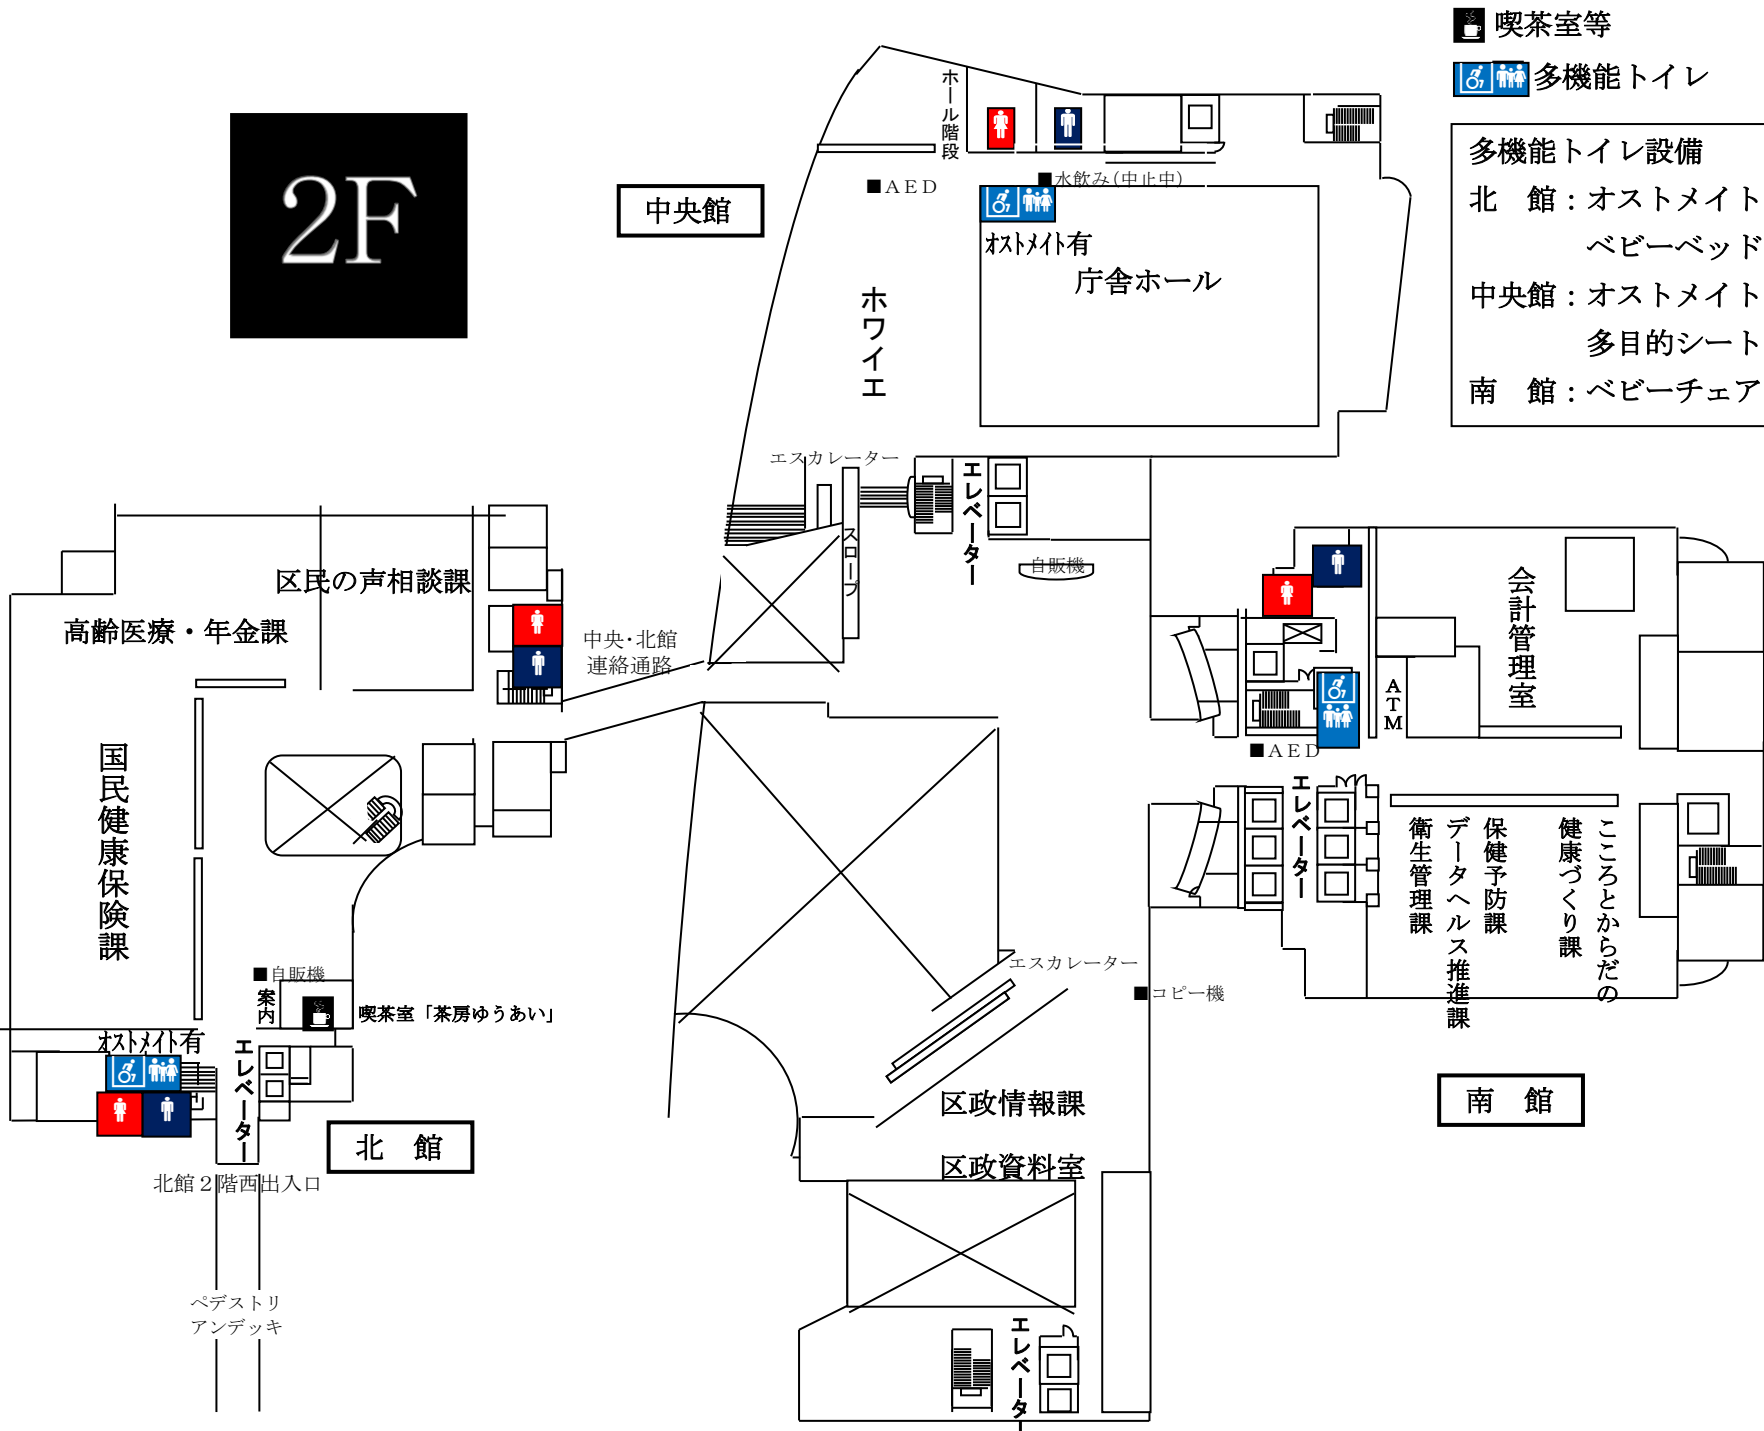 喫茶室等
多機能トイレ
多機能トイレ設備
北　館：オストメイト
ベビーベッド
中央館：オストメイト
多目的シート
南　館：ベビーチェア
2F
中央館
ホール階段
■AED
■水飲み(中止中)
オストメイト有
庁舎ホール
ホワイエ
エスカレーター
スロープ
エレベーター
自販機
区民の声相談課
高齢医療・年金課
中央・北館
連絡通路
国民健康保険課
■自販機
案内
喫茶室「茶房ゆうあい」
オストメイト有
エレベーター
北　館
北館２階西出入口
ペデストリ
アンデッキ
会計管理室
ATM
■AED
エレベーター
衛生管理課
データヘルス推進課
保健予防課
健康づくり課
こころとからだの
エスカレーター
■コピー機
区政情報課
区政資料室
南　館
エレベーター